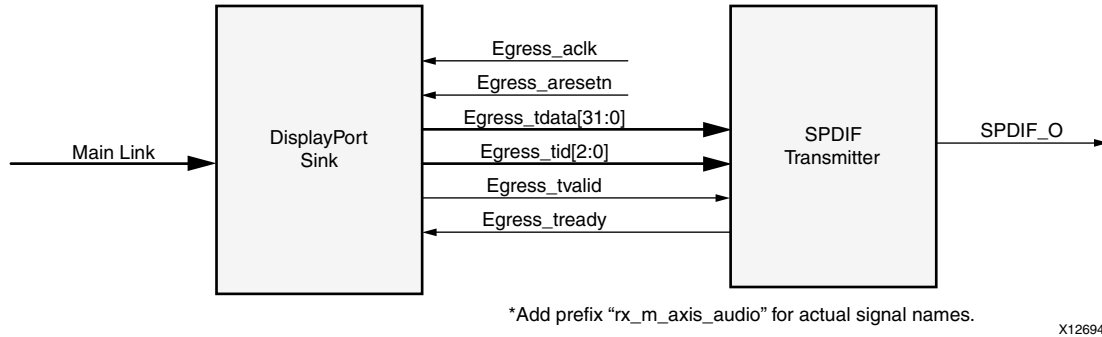 Egress_aclk
Egress_aresetn
Egress_tdata[31:0]
Egress_tid[2:0]
Egress_tvalid
Egress_tready
Main Link
DisplayPort
Sink
SPDIF
Transmitter
SPDIF_O
*Add prefix “rx_m_axis_audio” for actual signal names.
X12694